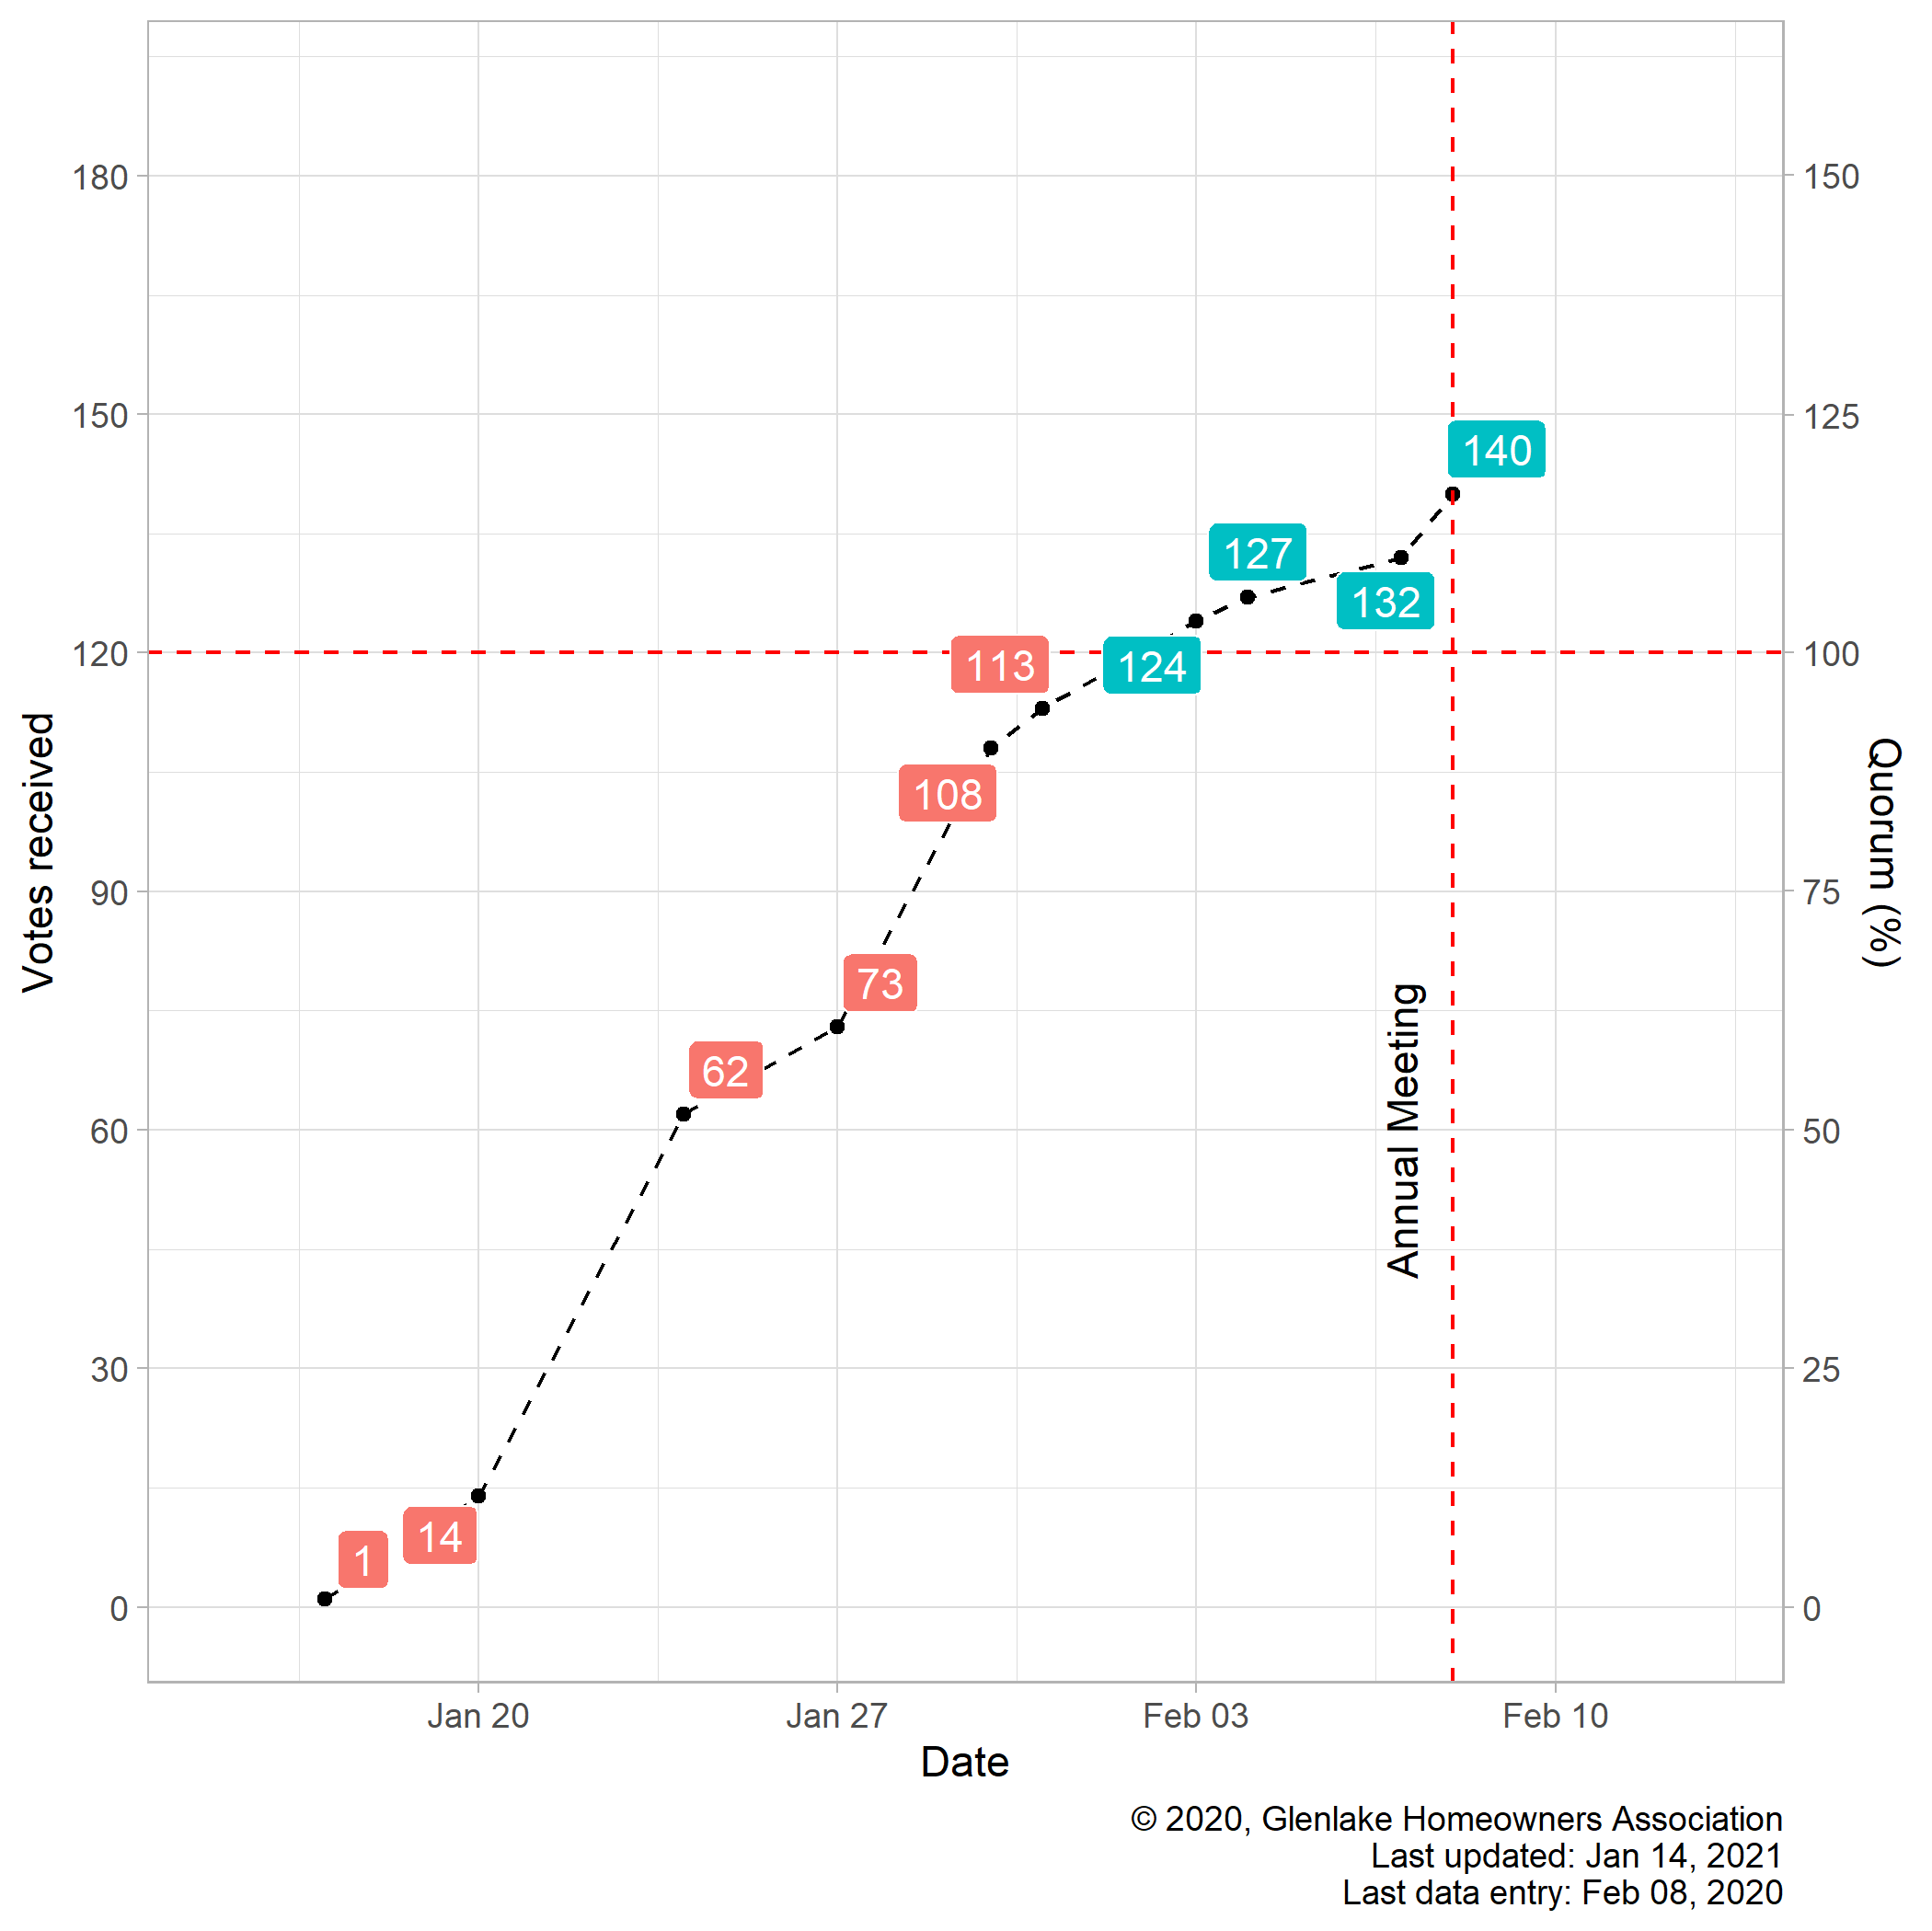 180
150
120
90
60
30
0
Votes received
150
125
100
75
50
25
0
Quorum (%)
140
127
132
113
124
108
73
62
14
1
Annual Meeting
Jan 20
Jan 27
Feb 03
Feb 10
Date
© 2020, Glenlake Homeowners Association
Last updated: Jan 14, 2021
Last data entry: Feb 08, 2020